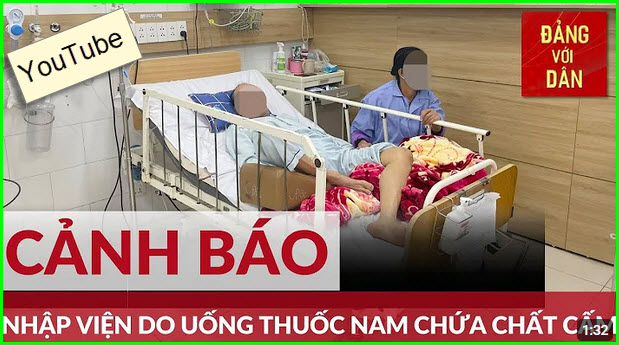 YouTube
ĐẢNG
VỚI
DÂN
CẢNH BÁO
NHẬP VIỆN DO UỐNG THUỐC NAM CHỨA CHẤT CẤM
1:32